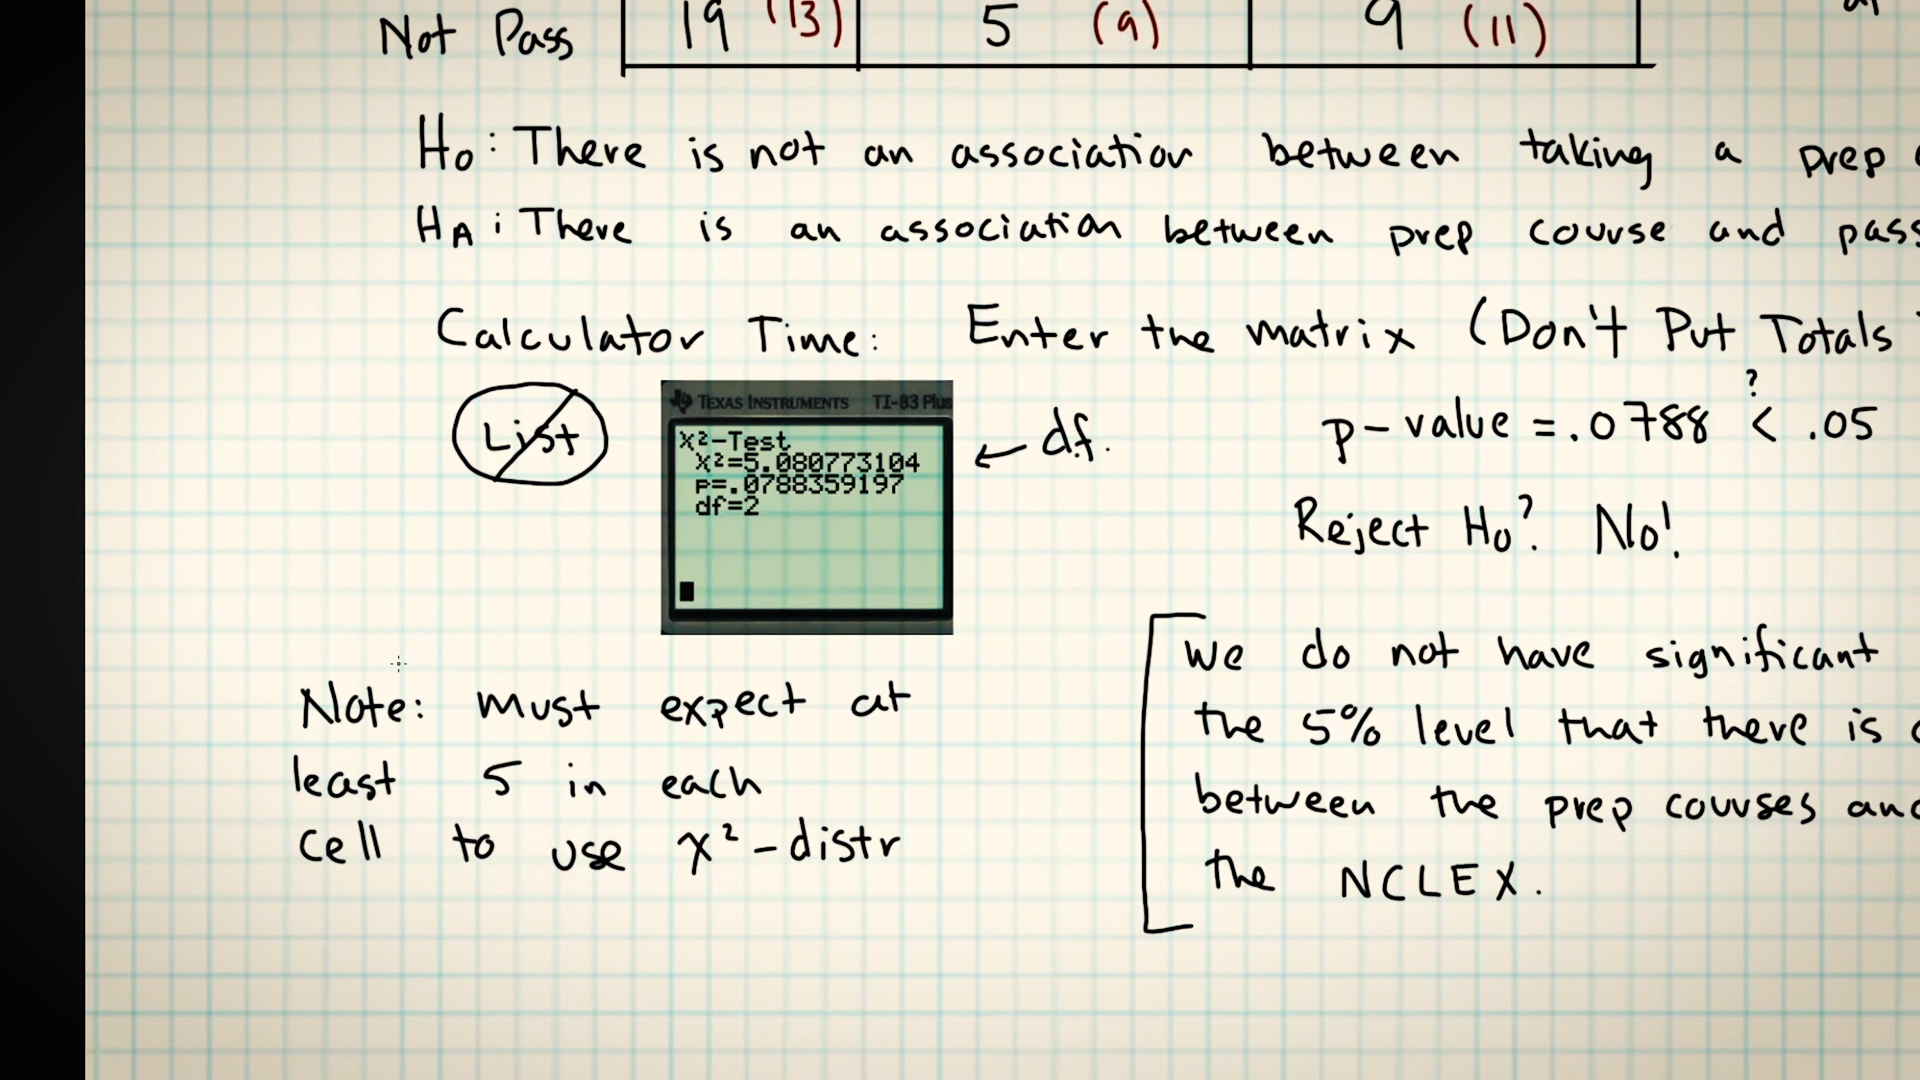 Not Pass 19 (13) 5 (9) 9 (11)
Ho: There is not an association between taking a prep
HA: There is an association between prep course and pass
Calculator Time: Enter the matrix (Don't Put Totals
List
TEXAS INSTRUMENTS TI-83 Plus
X²-Test
X²=5.080773104
P=.0788359197
df=2
← df.
p-value = .0788 ?< .05
Reject Ho? No!
Note: must expect at
least 5 in each
cell to use χ²-distr
we do not have significant
the 5% level that there is
between the prep courses and
the NCLEX.